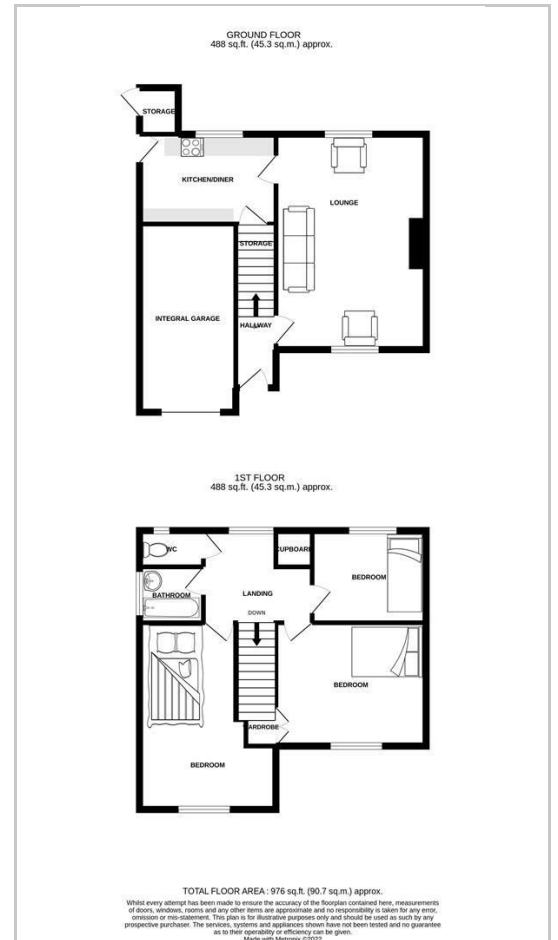 GROUND FLOOR
488 sq.ft. (45.3 sq.m.) approx.
STORAGE
KITCHEN/DINER
LOUNGE
STORAGE
INTEGRAL GARAGE
HALLWAY
1ST FLOOR
488 sq.ft. (45.3 sq.m.) approx.
WC
CUPBOARD
BEDROOM
BATHROOM
LANDING
DOWN
BEDROOM
WARDROBE
BEDROOM
TOTAL FLOOR AREA : 976 sq.ft. (90.7 sq.m.) approx.
Whilst every attempt has been made to ensure the accuracy of the floorplan contained here, measurements
of doors, windows, rooms and any other items are approximate and no responsibility is taken for any error,
omission or mis-statement. This plan is for illustrative purposes only and should be used as such by any
prospective purchaser. The services, systems and appliances shown have not been tested and no guarantee
as to their operability or efficiency can be given.
Made with Metropix ©2022